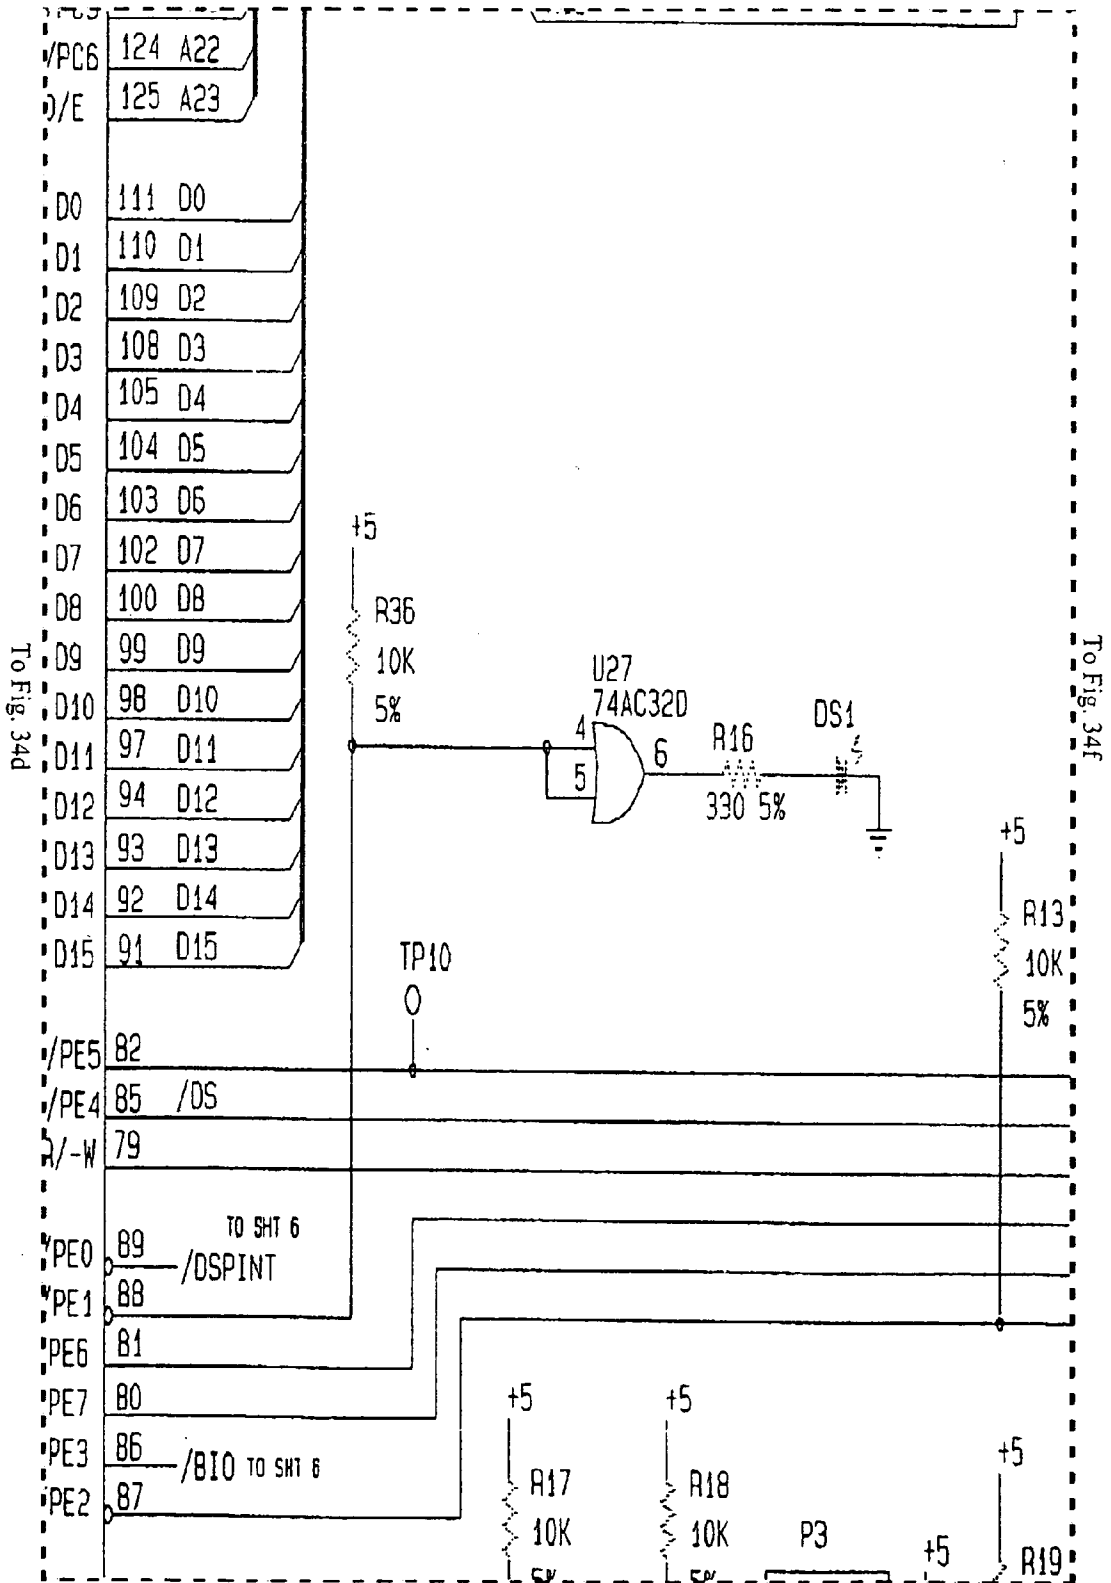 /PC6 124 A22
D/E 125 A23
D0 111 D0
D1 110 D1
D2 109 D2
D3 108 D3
D4 105 D4
D5 104 D5
D6 103 D6
D7 102 D7
D8 100 D8
D9 99 D9
D10 98 D10
D11 97 D11
D12 94 D12
D13 93 D13
D14 92 D14
D15 91 D15
To Fig. 34d
+5
R36
10K
5%
U27
74AC32D
4
5
6
R16
330 5%
DS1
To Fig. 34f
+5
R13
10K
5%
TP10
/PE5 82
/PE4 85 /DS
R/-W 79
TO SHT 6
/PE0 89 /DSPINT
/PE1 88
PE6 81
PE7 80
PE3 86 /BIO TO SHT 6
PE2 87
+5
R17
10K
5%
+5
R18
10K
5%
P3
+5
+5
R19